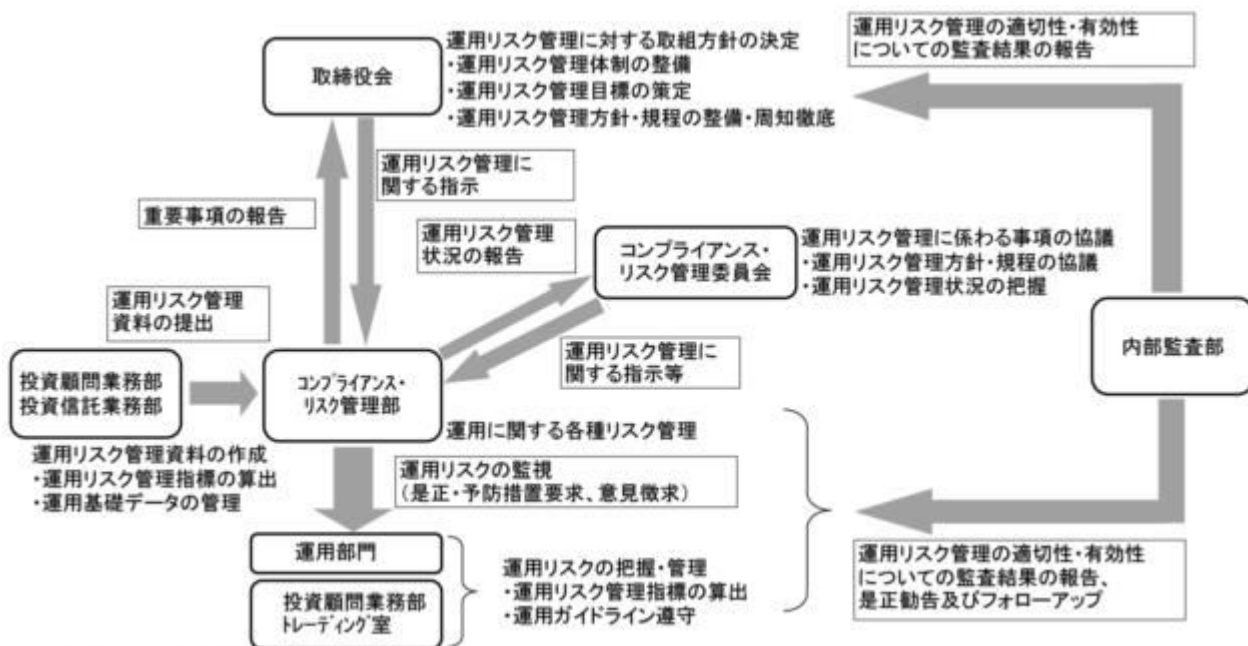 取締役会
運用リスク管理に対する取組方針の決定
・運用リスク管理体制の整備
・運用リスク管理目標の策定
・運用リスク管理方針・規程の整備・周知徹底
運用リスク管理の適切性・有効性
についての監査結果の報告
運用リスク管理に
関する指示
重要事項の報告
運用リスク管理
状況の報告
コンプライアンス・
リスク管理委員会
運用リスク管理に係わる事項の協議
・運用リスク管理方針・規程の協議
・運用リスク管理状況の把握
運用リスク管理
資料の提出
内部監査部
運用リスク管理に
関する指示等
投資顧問業務部
投資信託業務部
コンプライアンス・
リスク管理部
運用に関する各種リスク管理
運用リスク管理資料の作成
・運用リスク管理指標の算出
・運用基礎データの管理
運用リスクの監視
(是正・予防措置要求、意見徴求)
運用部門
投資顧問業務部
トレーディング室
運用リスクの把握・管理
・運用リスク管理指標の算出
・運用ガイドライン遵守
運用リスク管理の適切性・有効性
についての監査結果の報告、
是正勧告及びフォローアップ